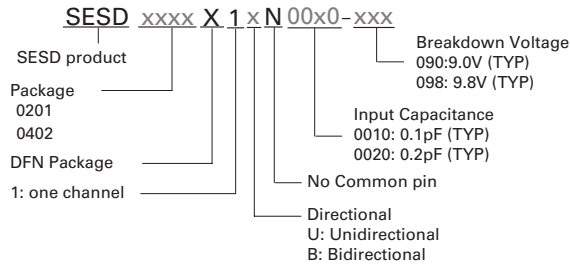 SESD xxxx X 1 x N 00x0-xxx
SESD product
Package
0201
0402
DFN Package
1: one channel
Breakdown Voltage
090:9.0V (TYP)
098: 9.8V (TYP)
Input Capacitance
0010: 0.1pF (TYP)
0020: 0.2pF (TYP)
No Common pin
Directional
U: Unidirectional
B: Bidirectional